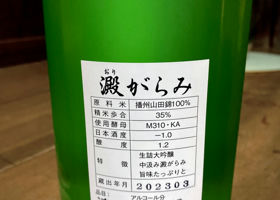 おり
澱がらみ
原料米 播州山田錦100%
精米歩合 35%
使用酵母 M310・KA
日本酒度 -1.0
酸度 1.2
特徴 生詰大吟醸
中汲み澱がらみ
旨味たっぷりと
蔵出年月 202303
品目: アルコール分